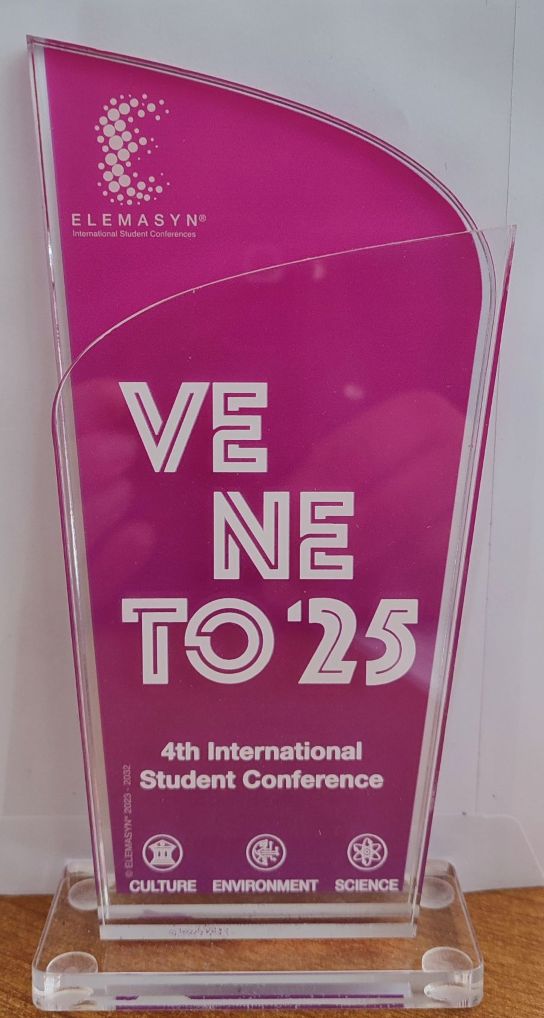 ELEMASYN®
International Student Conferences
VE
NE
TO '25
4th International
Student Conference
© ELEMASYN® 2023 - 2032
CULTURE ENVIRONMENT SCIENCE